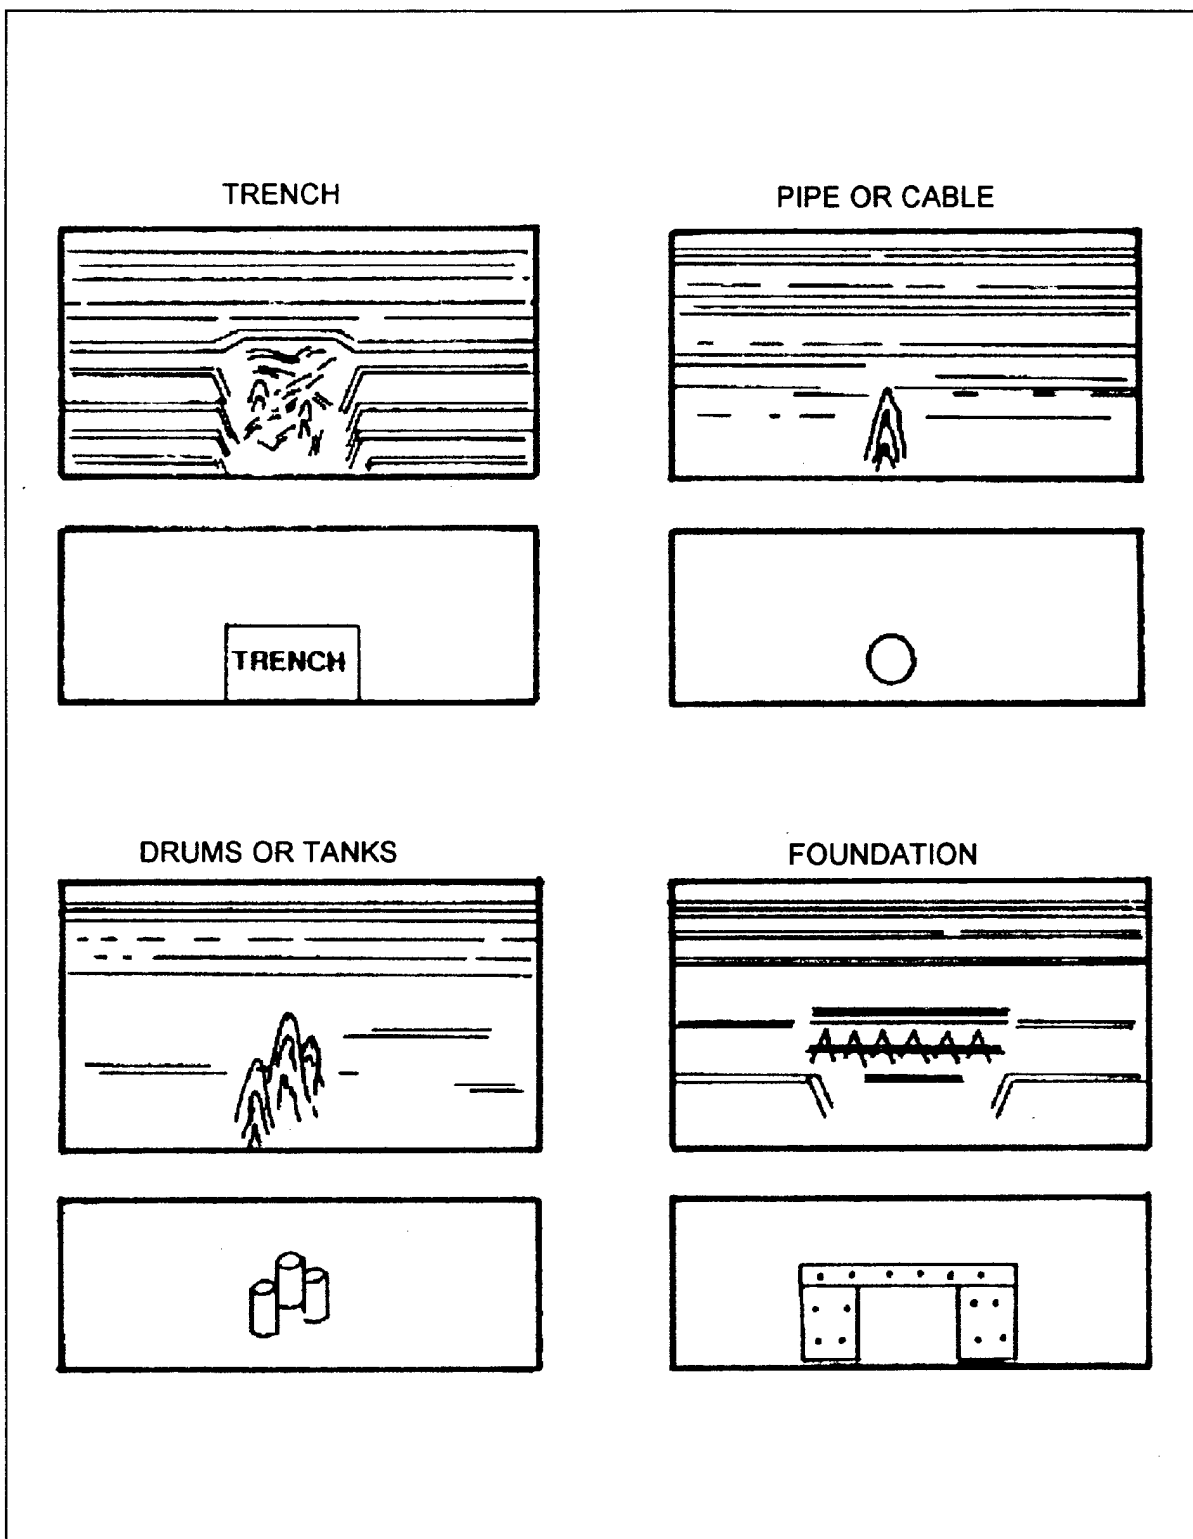 TRENCH
PIPE OR CABLE
TRENCH
DRUMS OR TANKS
FOUNDATION